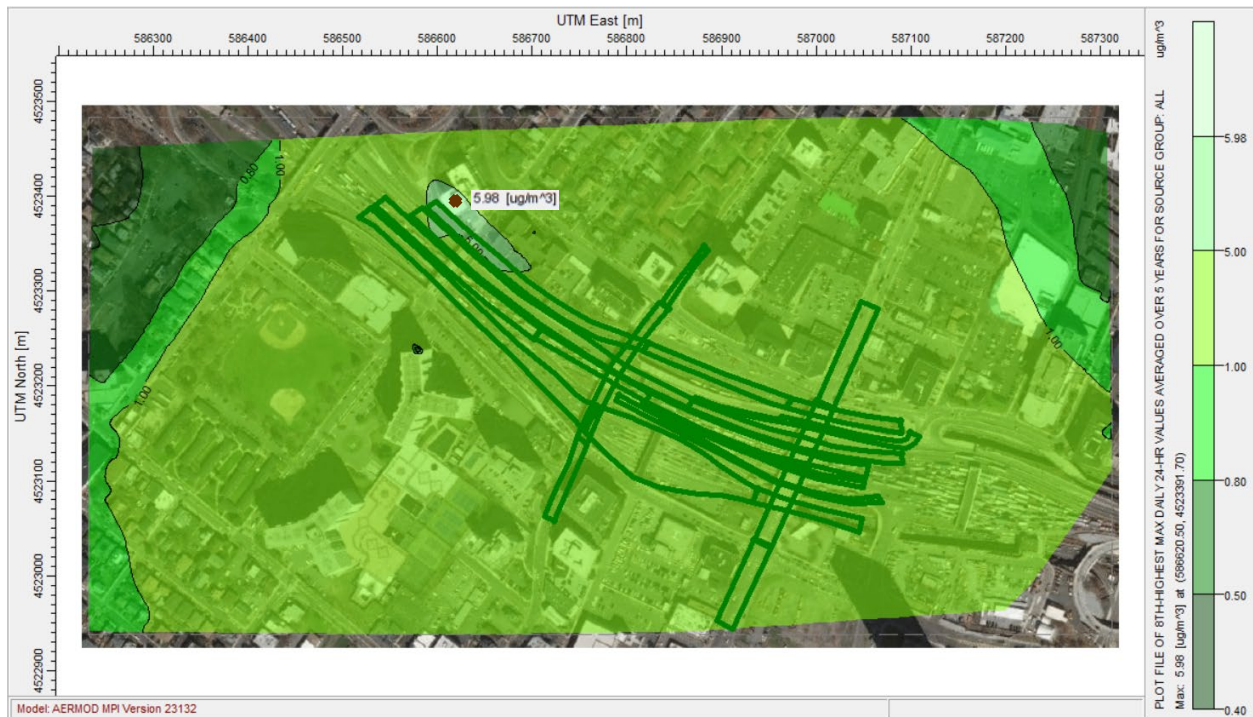 UTM East [m]
586300 586400 586500 586600 586700 586800 586900 587000 587100 587200 587300
UTM North [m]
4523500
4523400
4523300
4523200
4523100
4523000
4522900
0.80
1.00
5.98 [ug/m^3]
5.00
1.00
1.00
PLOT FILE OF 8TH-HIGHEST MAX DAILY 24-HR VALUES AVERAGED OVER 5 YEARS FOR SOURCE GROUP: ALL
Max: 5.98 [ug/m^3] at (586620.50, 4523391.70)
ug/m^3
5.98
5.00
1.00
0.80
0.50
0.40
Model: AERMOD MPI Version 23132